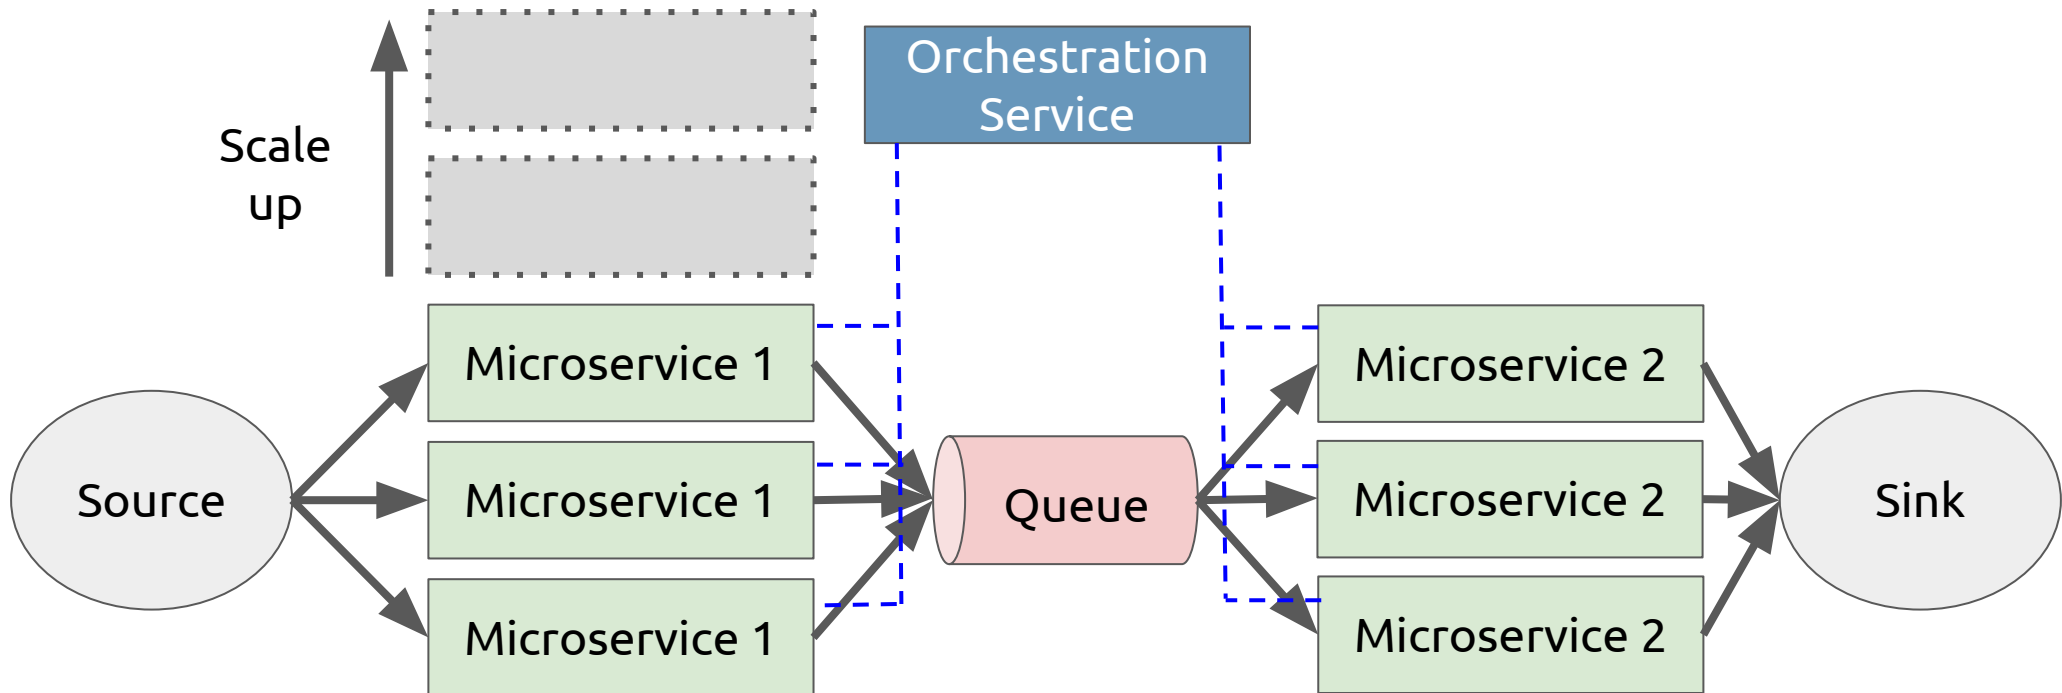 Orchestration
Service
Scale
up
Microservice 1
Microservice 2
Source
Microservice 1
Queue
Microservice 2
Sink
Microservice 1
Microservice 2